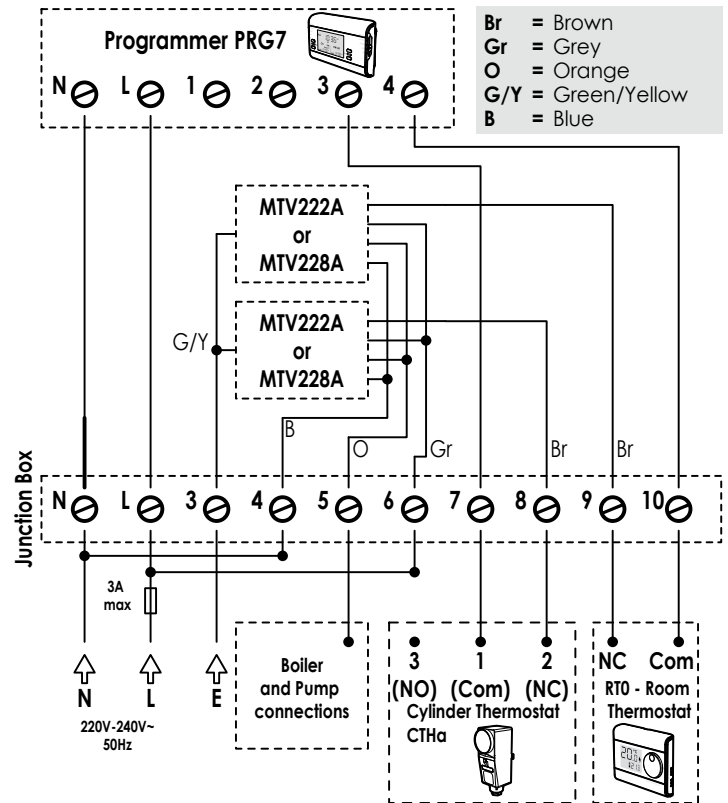 Programmer PRG7
N L 1 2 3 4
Br = Brown
Gr = Grey
O = Orange
G/Y = Green/Yellow
B = Blue
MTV222A
or
MTV228A
MTV222A
or
MTV228A
G/Y
B O Gr Br Br
Junction Box
N L 3 4 5 6 7 8 9 10
3A
max
N L E
220V-240V~
50Hz
Boiler
and Pump
connections
3 1 2
(NO) (Com) (NC)
Cylinder Thermostat
CTHa
NC Com
RT0 - Room
Thermostat